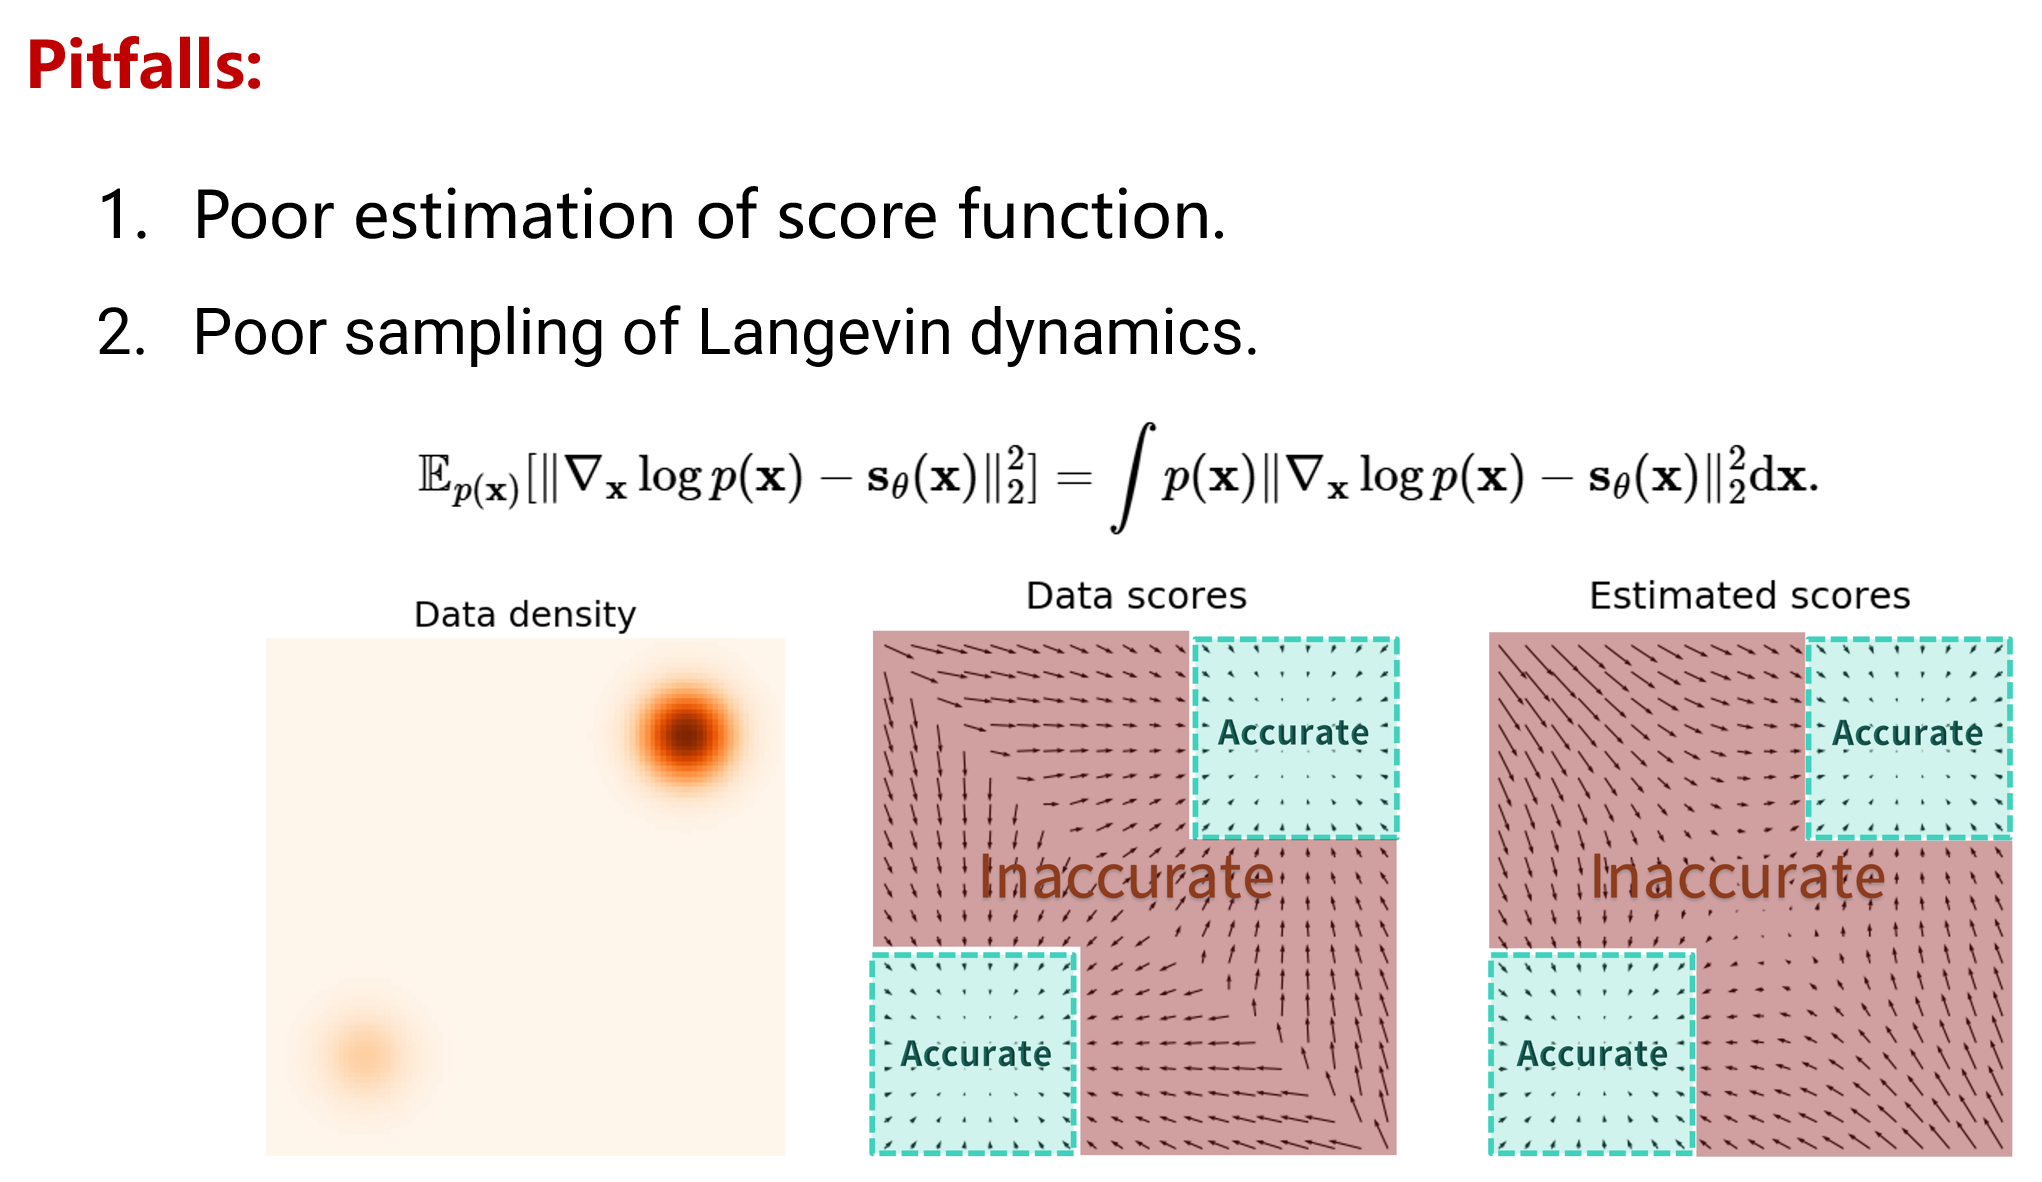 Pitfalls:
1. Poor estimation of score function.
2. Poor sampling of Langevin dynamics.
$\mathbb{E}_{p(\mathbf{x})}[\|\nabla_{\mathbf{x}} \log p(\mathbf{x}) - \mathbf{s}_\theta(\mathbf{x})\|_2^2] = \int p(\mathbf{x}) \|\nabla_{\mathbf{x}} \log p(\mathbf{x}) - \mathbf{s}_\theta(\mathbf{x})\|_2^2 \mathrm{d}\mathbf{x}.$
Data density
Data scores
Accurate
Inaccurate
Accurate
Estimated scores
Accurate
Inaccurate
Accurate